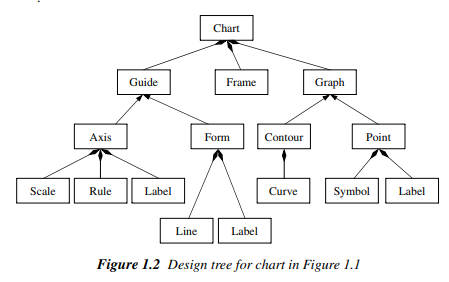 Chart
Guide Frame Graph
Axis Form Contour Point
Scale Rule Label Curve Symbol Label
Line Label
Figure 1.2 Design tree for chart in Figure 1.1